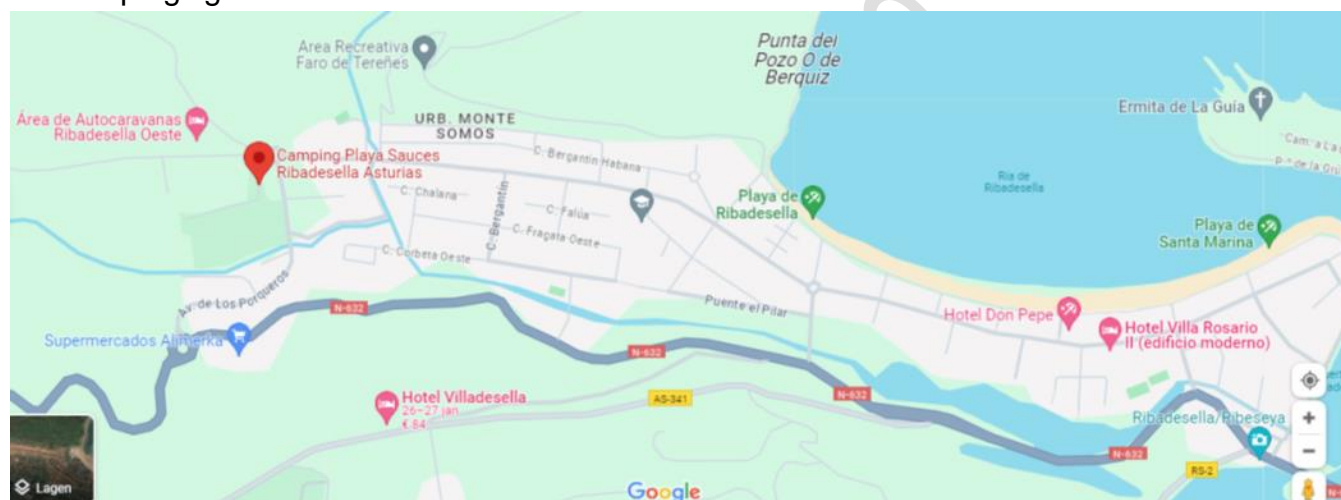 Punta del
Pozo O de
Berquiz
Area Recreativa
Faro de Tereñes
Ermita de La Guía
Área de Autocaravanas
Ribadesella Oeste
URB. MONTE
SOMOS
Camping Playa Sauces
Ribadesella Asturias
C. Bergantín Habana
Ria de
Ribadesella
C. Chalana
C. Bergantín
C. Falúa
C. Fragata Oeste
Playa de
Ribadesella
Playa de
Santa Marina
C. Corbeta Oeste
Av. de Los Porqueros
N-632
Puente el Pilar
Hotel Don Pepe
Hotel Villa Rosario
II (edificio moderno)
Supermercados Alimerka
N-632
Hotel Villadesella
26–27 jan
€ 84
AS-341
N-632
Ribadesella/Ribeseya
N-632
RS-2
Lagen
Google